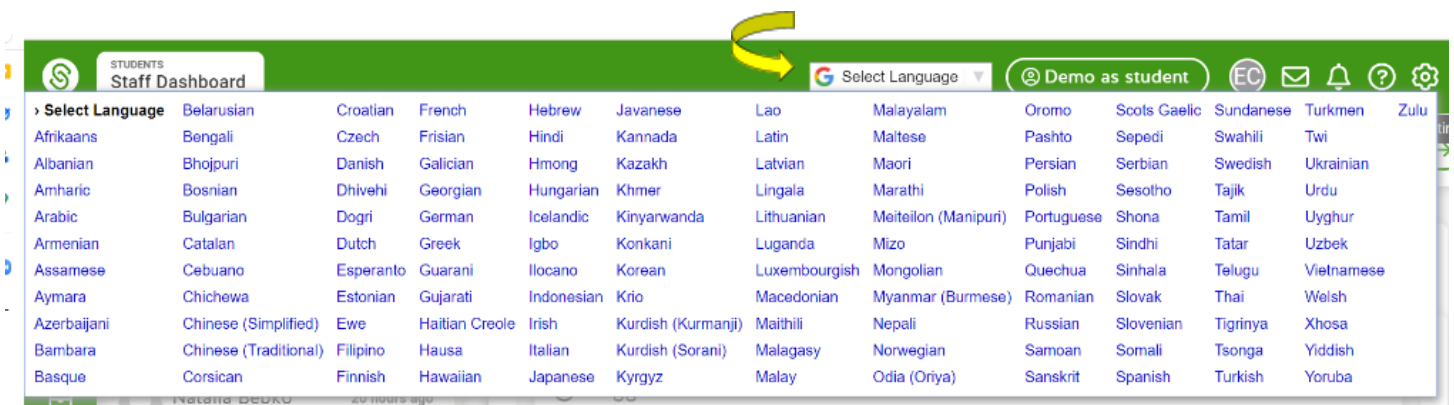 STUDENTS
Staff Dashboard
Select Language
Demo as student
EC
› Select Language Belarusian Croatian French Hebrew Javanese Lao Malayalam Oromo Scots Gaelic Sundanese Turkmen Zulu
Afrikaans Bengali Czech Frisian Hindi Kannada Latin Maltese Pashto Sepedi Swahili Twi
Albanian Bhojpuri Danish Galician Hmong Kazakh Latvian Maori Persian Serbian Swedish Ukrainian
Amharic Bosnian Dhivehi Georgian Hungarian Khmer Lingala Marathi Polish Sesotho Tajik Urdu
Arabic Bulgarian Dogri German Icelandic Kinyarwanda Lithuanian Meiteilon (Manipuri) Portuguese Shona Tamil Uyghur
Armenian Catalan Dutch Greek Igbo Konkani Luganda Mizo Punjabi Sindhi Tatar Uzbek
Assamese Cebuano Esperanto Guarani Ilocano Korean Luxembourgish Mongolian Quechua Sinhala Telugu Vietnamese
Aymara Chichewa Estonian Gujarati Indonesian Krio Macedonian Myanmar (Burmese) Romanian Slovak Thai Welsh
Azerbaijani Chinese (Simplified) Ewe Haitian Creole Irish Kurdish (Kurmanji) Maithili Nepali Russian Slovenian Tigrinya Xhosa
Bambara Chinese (Traditional) Filipino Hausa Italian Kurdish (Sorani) Malagasy Norwegian Samoan Somali Tsonga Yiddish
Basque Corsican Finnish Hawaiian Japanese Kyrgyz Malay Odia (Oriya) Sanskrit Spanish Turkish Yoruba
Natalia Bebko 20 hours ago